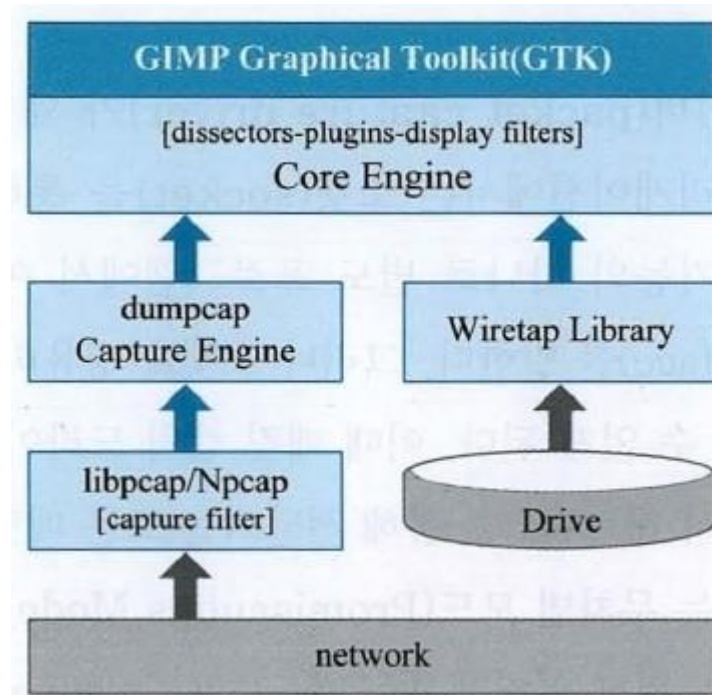 GIMP Graphical Toolkit(GTK)
[dissectors-plugins-display filters]
Core Engine
dumpcap
Capture Engine
Wiretap Library
libpcap/Npcap
[capture filter]
Drive
network